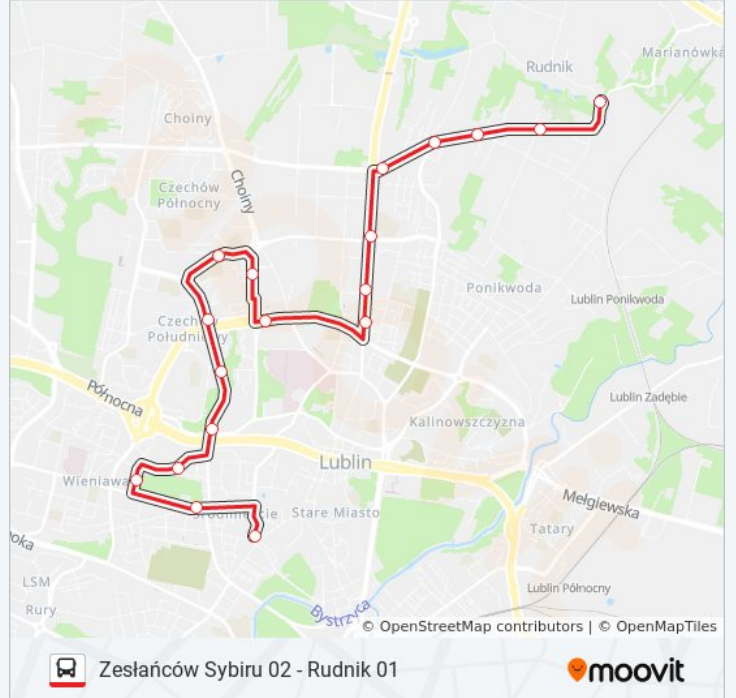 Marianówka
Rudnik
Choiny
Czechów
Północny
Choiny
Ponikwoda
Lublin Ponikwoda
Czechów
Południowy
Północna
Lublin Zadębie
Kalinowszczyzna
Lublin
Wieniawa
Mełgiewska
Śródmieście
Stare Miasto
Tatary
oka
LSM
Rury
Lublin Północny
Bystrzyca
© OpenStreetMap contributors | © OpenMapTiles
Zesłańców Sybiru 02 - Rudnik 01
moovit